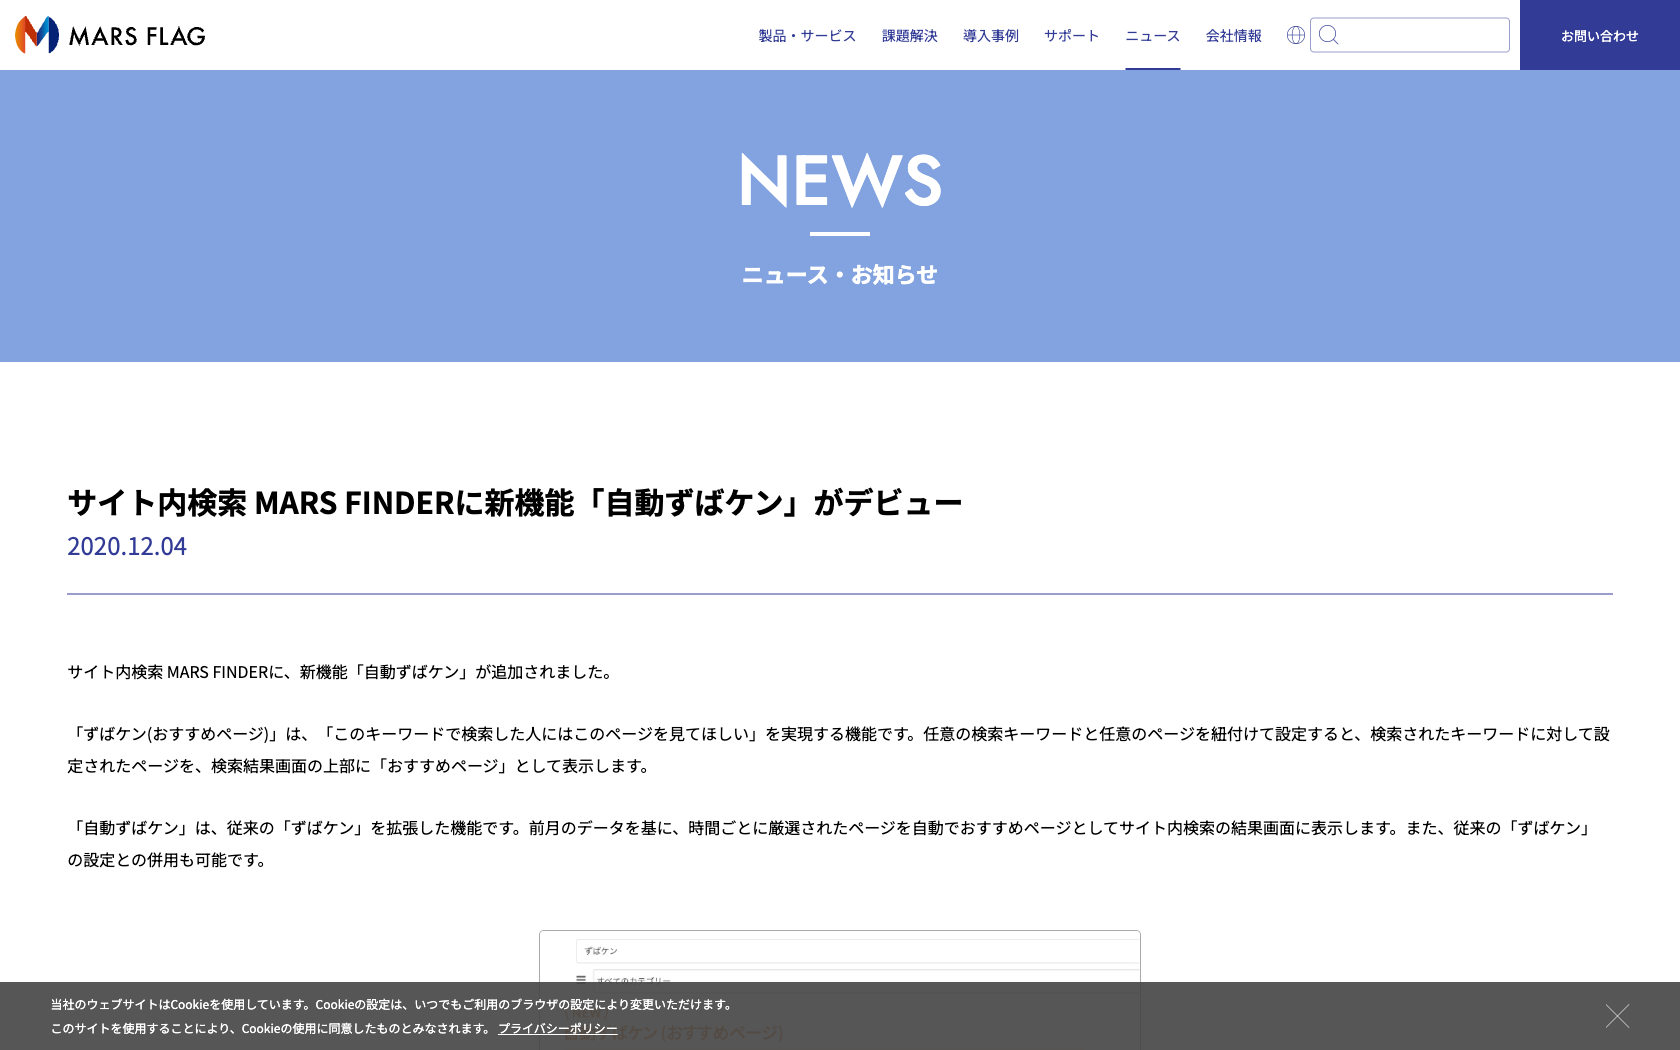 MARS FLAG
製品・サービス 課題解決 導入事例 サポート ニュース 会社情報
お問い合わせ
NEWS
ニュース・お知らせ
サイト内検索 MARS FINDERに新機能「自動ずばケン」がデビュー
2020.12.04
サイト内検索 MARS FINDERに、新機能「自動ずばケン」が追加されました。
「ずばケン(おすすめページ)」は、「このキーワードで検索した人にはこのページを見てほしい」を実現する機能です。任意の検索キーワードと任意のページを紐付けて設定すると、検索されたキーワードに対して設
定されたページを、検索結果画面の上部に「おすすめページ」として表示します。
「自動ずばケン」は、従来の「ずばケン」を拡張した機能です。前月のデータを基に、時間ごとに厳選されたページを自動でおすすめページとしてサイト内検索の結果画面に表示します。また、従来の「ずばケン」
の設定との併用も可能です。
ずばケン
すべてのカテゴリー
ばケン (おすすめページ)
当社のウェブサイトはCookieを使用しています。Cookieの設定は、いつでもご利用のブラウザの設定により変更いただけます。
このサイトを使用することにより、Cookieの使用に同意したものとみなされます。 プライバシーポリシー